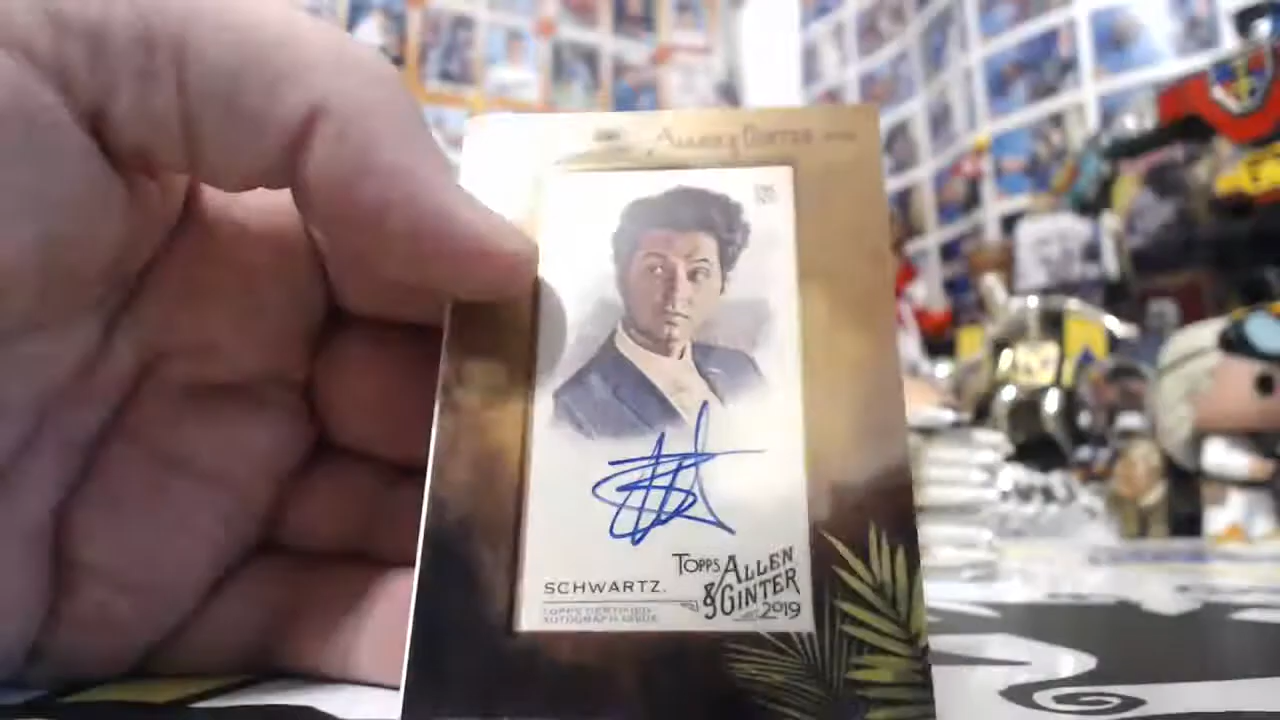 ALLEN & GINTER
SCHWARTZ.
TOPPS CERTIFIED
AUTOGRAPH ISSUE
TOPPS ALLEN
& GINTER
2019